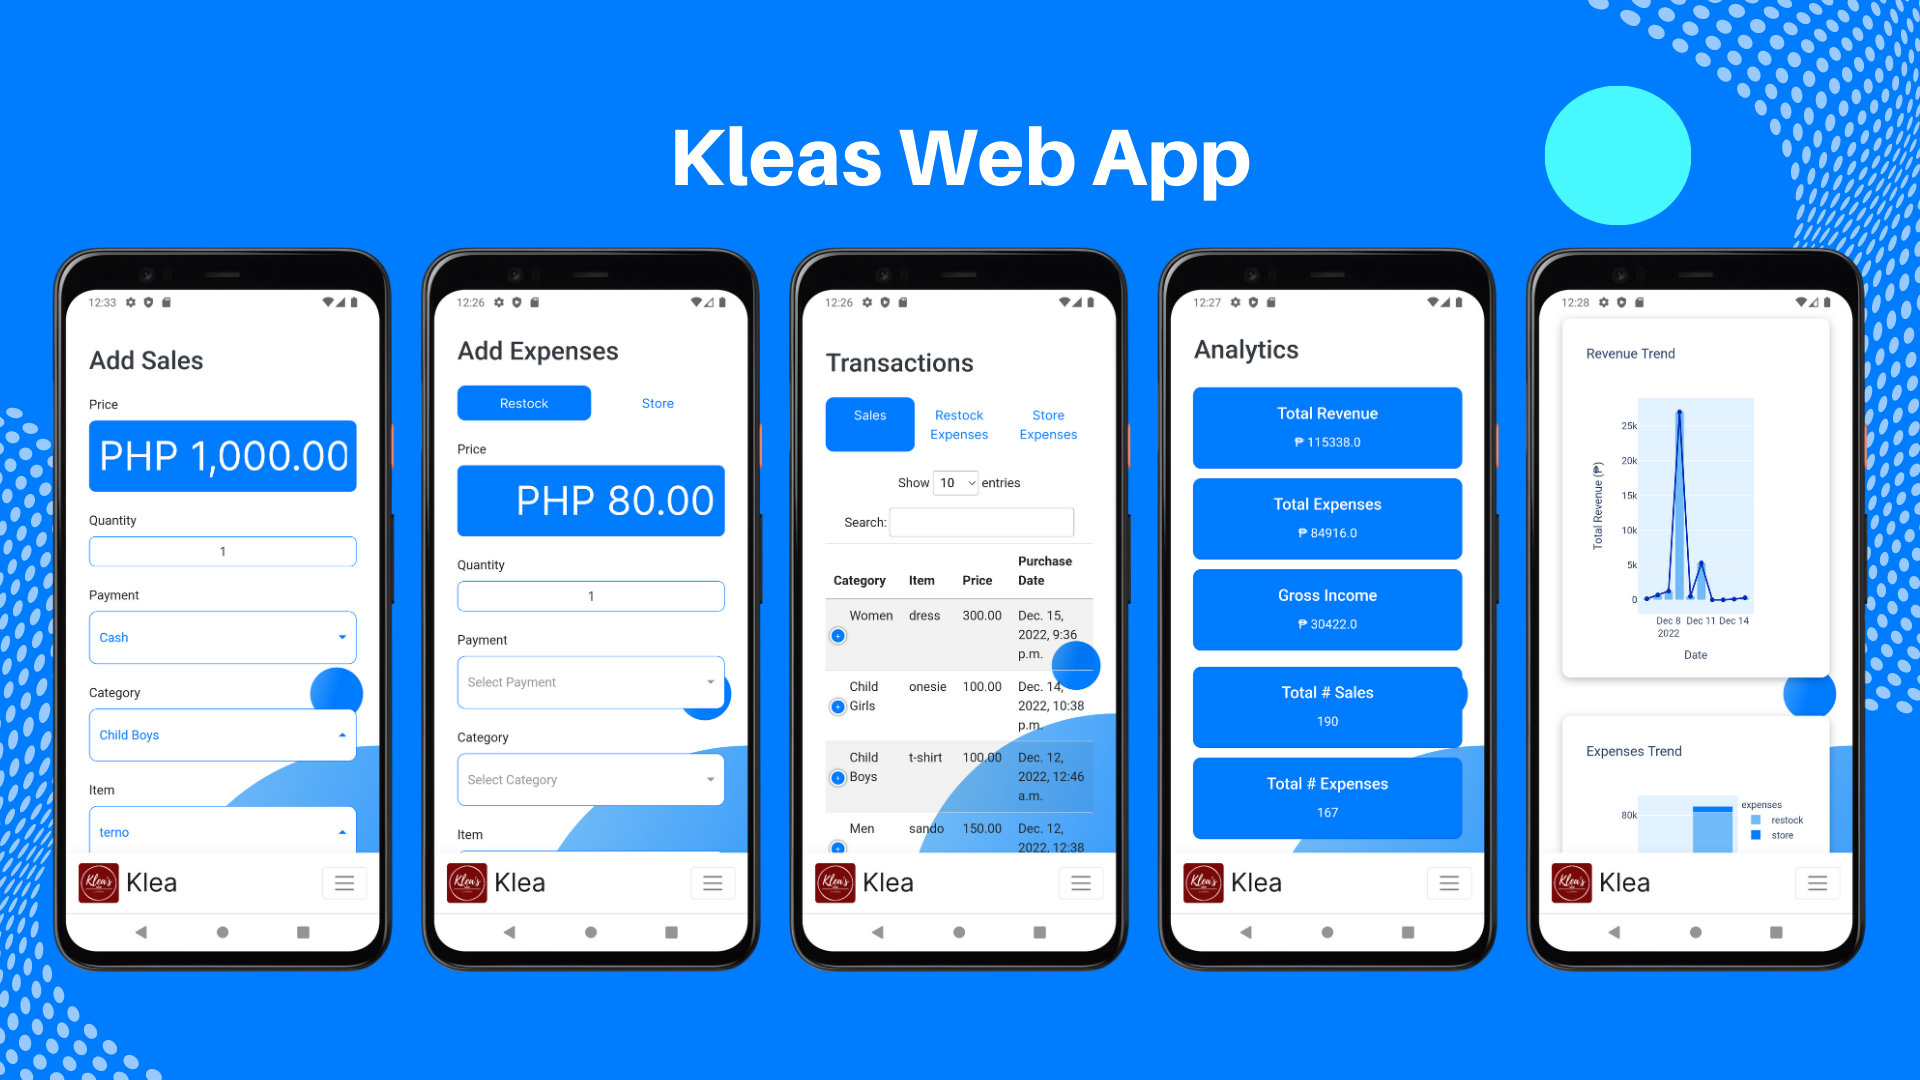 Kleas Web App
12:33
Add Sales
Price
PHP 1,000.00
Quantity
1
Payment
Cash
Category
Child Boys
Item
terno
Klea's
Klea
12:26
Add Expenses
Restock
Store
Price
PHP 80.00
Quantity
1
Payment
Select Payment
Category
Select Category
Item
Klea's
Klea
12:26
Transactions
Sales
Restock
Expenses
Store
Expenses
Show 10 entries
Search:
Category Item Price Purchase
Date
Women dress 300.00 Dec. 15,
2022, 9:36
p.m.
Child
Girls
onesie 100.00 Dec. 14,
2022, 10:38
p.m.
Child
Boys
t-shirt 100.00 Dec. 12,
2022, 12:46
a.m.
Men sando 150.00 Dec. 12,
2022, 12:38
Klea's
Klea
12:27
Analytics
Total Revenue
₱ 115338.0
Total Expenses
₱ 84916.0
Gross Income
₱ 30422.0
Total # Sales
190
Total # Expenses
167
Klea's
Klea
12:28
Revenue Trend
Total Revenue (₱)
25k
20k
15k
10k
5k
0
Dec 8 Dec 11 Dec 14
2022
Date
Expenses Trend
80k
expenses
restock
store
Klea's
Klea